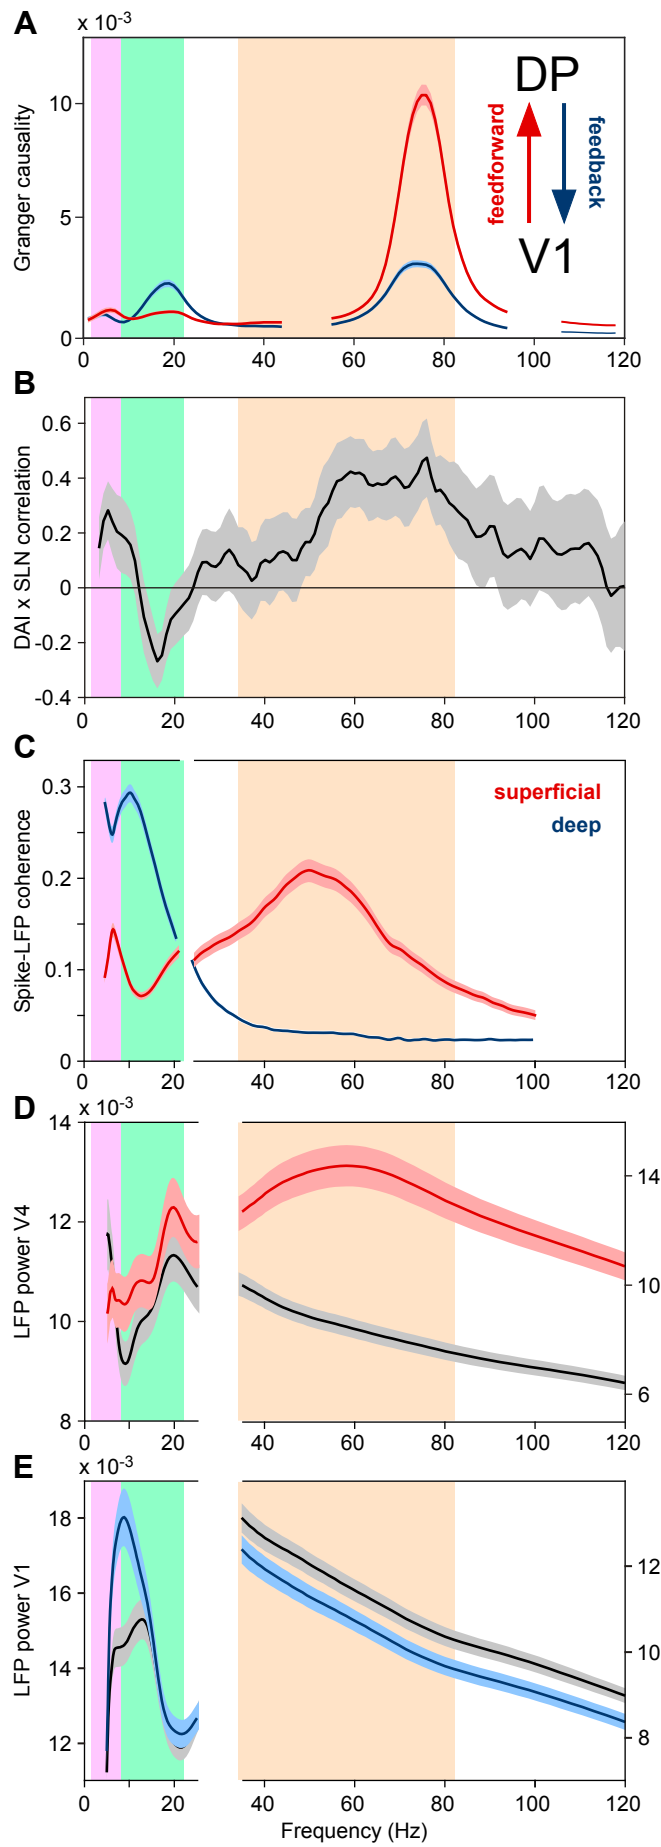 A
x 10-3
Granger causality
10
5
0
DP
feedforward
feedback
V1
0 20 40 60 80 100 120
B
DAI x SLN correlation
0.6
0.4
0.2
0
-0.2
-0.4
0 20 40 60 80 100 120
C
Spike-LFP coherence
0.3
0.2
0.1
0
superficial
deep
0 20 40 60 80 100 120
D
x 10-3
LFP power V4
14
12
10
8
14
10
6
0 20 40 60 80 100 120
E
x 10-3
LFP power V1
18
16
14
12
12
10
8
0 20 40 60 80 100 120
Frequency (Hz)